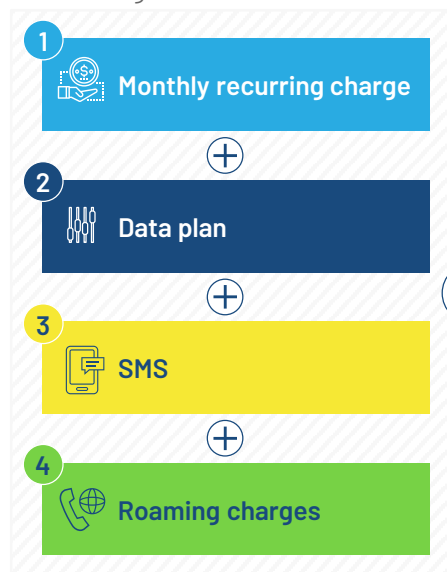 1
Monthly recurring charge
+
2
Data plan
+
3
SMS
+
4
Roaming charges